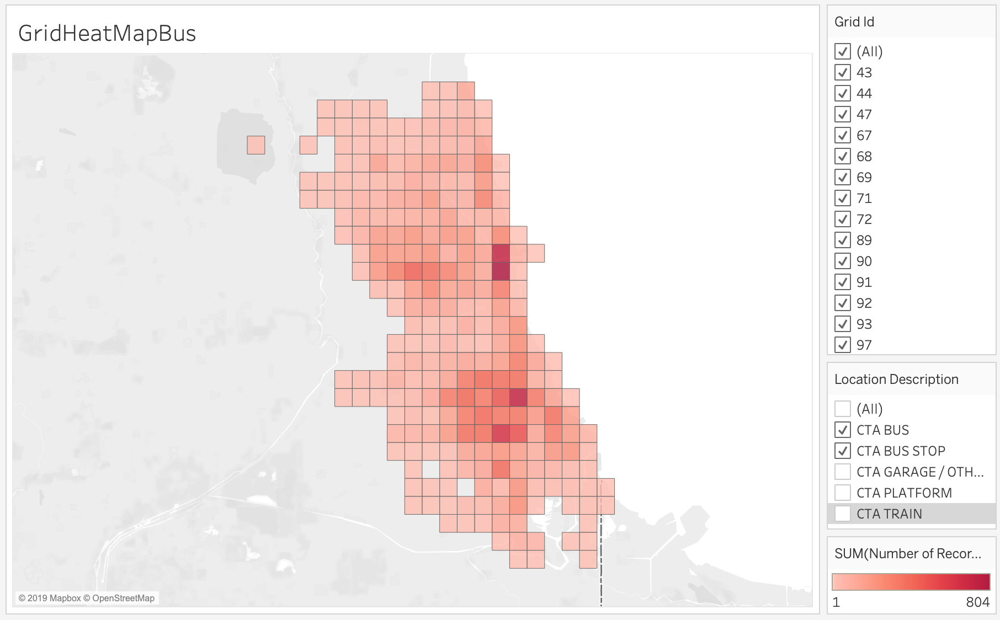 GridHeatMapBus
© 2019 Mapbox © OpenStreetMap
Grid Id
(All)
43
44
47
67
68
69
71
72
89
90
91
92
93
97
Location Description
(All)
CTA BUS
CTA BUS STOP
CTA GARAGE / OTH...
CTA PLATFORM
CTA TRAIN
SUM(Number of Recor...
1 804